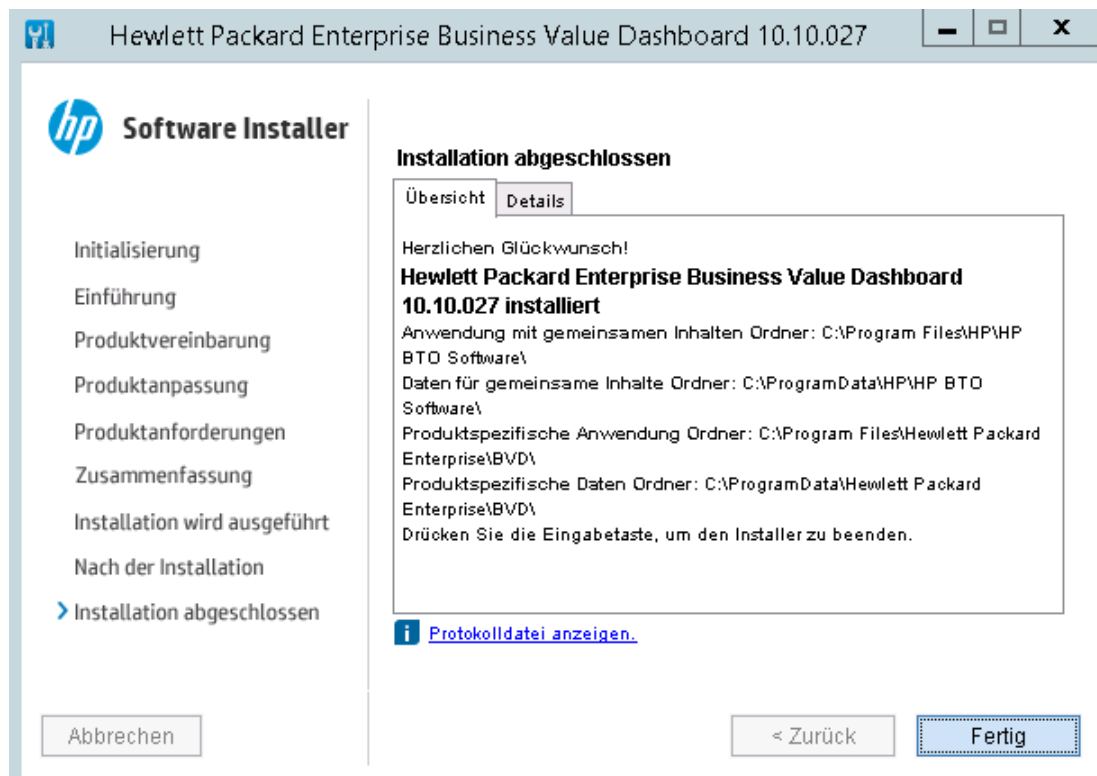 Hewlett Packard Enterprise Business Value Dashboard 10.10.027
hp
Software Installer
Initialisierung
Einführung
Produktvereinbarung
Produktanpassung
Produktanforderungen
Zusammenfassung
Installation wird ausgeführt
Nach der Installation
Installation abgeschlossen
Installation abgeschlossen
Übersicht Details
Herzlichen Glückwunsch!
Hewlett Packard Enterprise Business Value Dashboard
10.10.027 installiert
Anwendung mit gemeinsamen Inhalten Ordner: C:\Program Files\HP\HP
BTO Software\
Daten für gemeinsame Inhalte Ordner: C:\ProgramData\HP\HP BTO
Software\
Produktspezifische Anwendung Ordner: C:\Program Files\Hewlett Packard
Enterprise\BVD\
Produktspezifische Daten Ordner: C:\ProgramData\Hewlett Packard
Enterprise\BVD\
Drücken Sie die Eingabetaste, um den Installer zu beenden.
Protokolldatei anzeigen.
Abbrechen < Zurück Fertig